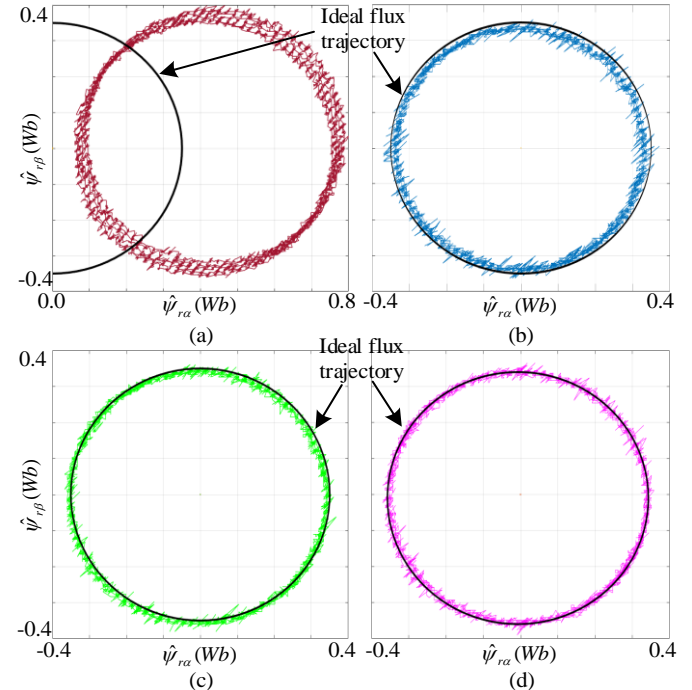 0.4
Ideal flux
trajectory
ψ̂rβ (Wb)
-0.4
0.0
ψ̂rα (Wb)
0.8
-0.4
ψ̂rα (Wb)
0.4
(a)
(b)
0.4
Ideal flux
trajectory
ψ̂rβ (Wb)
-0.4
-0.4
ψ̂rα (Wb)
0.4
-0.4
ψ̂rα (Wb)
0.4
(c)
(d)